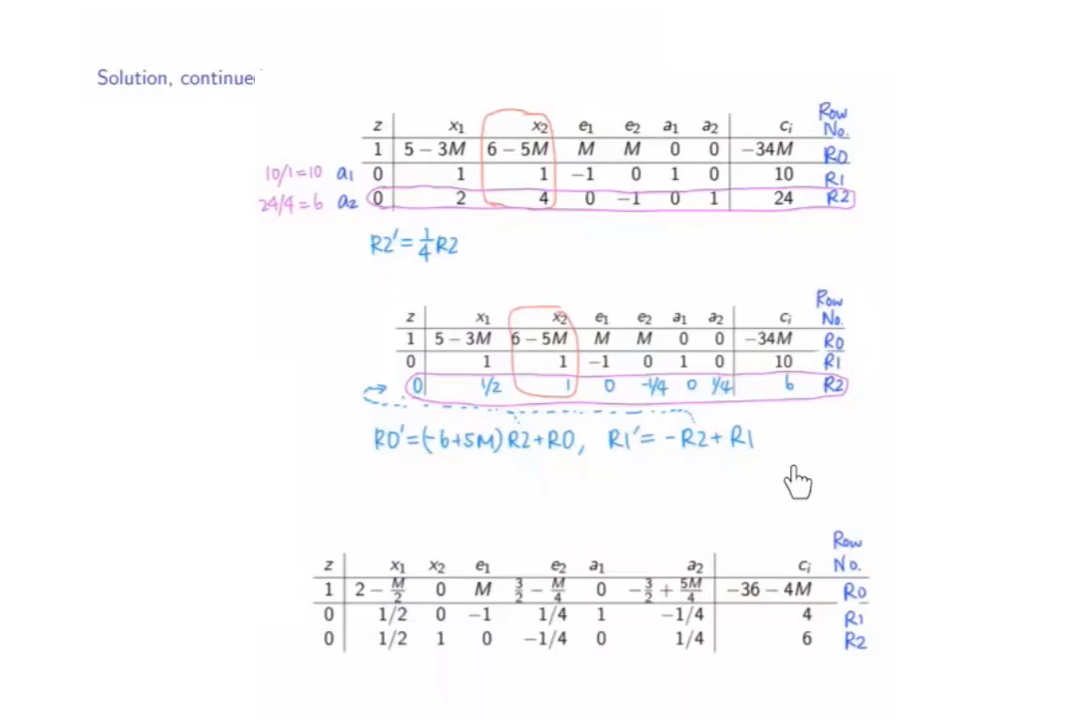 Solution, continue
Row
z x₁ x₂ e₁ e₂ a₁ a₂ cᵢ No.
1 5 − 3M 6 − 5M M M 0 0 −34M R0
10/1=10 a₁ 0 1 1 −1 0 1 0 10 R1
24/4=6 a₂ 0 2 4 0 −1 0 1 24 R2
R2' = 1/4 R2
Row
z x₁ x₂ e₁ e₂ a₁ a₂ cᵢ No.
1 5 − 3M 6 − 5M M M 0 0 −34M R0
0 1 1 −1 0 1 0 10 R1
0 1/2 1 0 -1/4 0 1/4 6 R2
R0' = (-6+5M) R2 + R0, R1' = -R2 + R1
Row
z x₁ x₂ e₁ e₂ a₁ a₂ cᵢ No.
1 2 − M/2 0 M 3/2 − M/4 0 −3/2 + 5M/4 −36 − 4M R0
0 1/2 0 −1 1/4 1 −1/4 4 R1
0 1/2 1 0 −1/4 0 1/4 6 R2